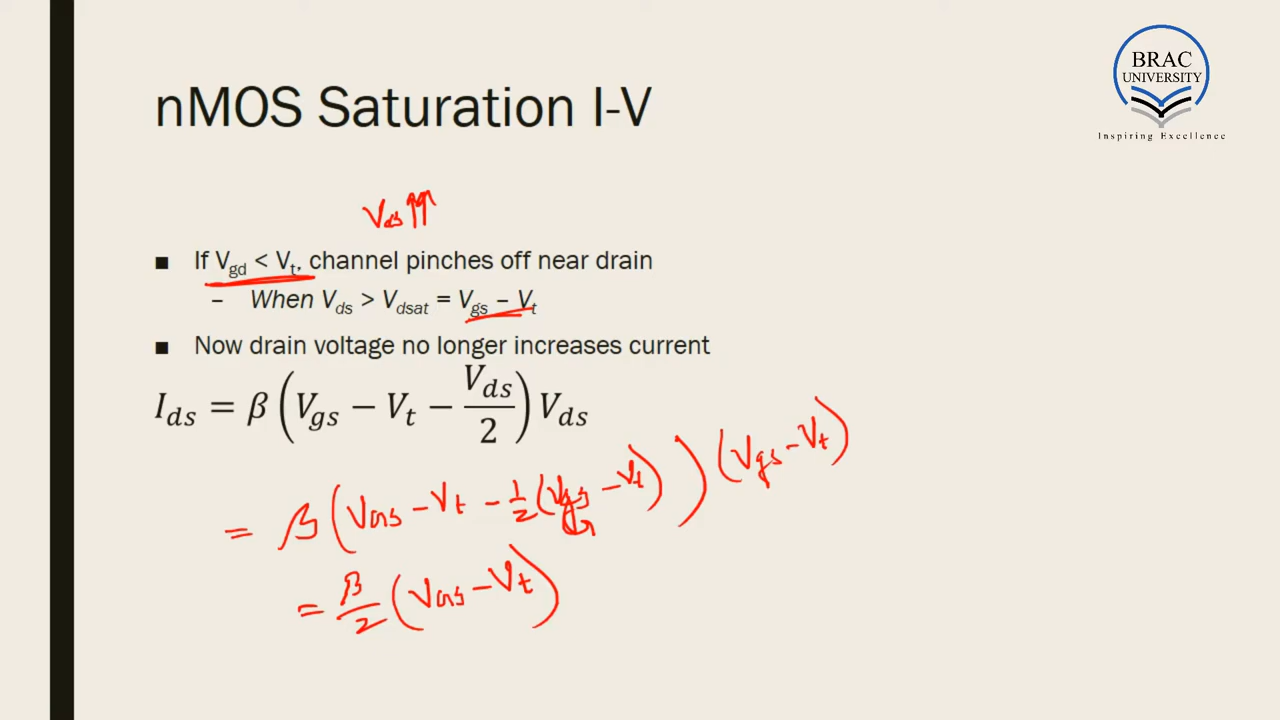 BRAC
UNIVERSITY
Inspiring Excellence
nMOS Saturation I-V
Vds ↑↑
■ If Vgd < Vt, channel pinches off near drain
– When Vds > Vdsat = Vgs – Vt
■ Now drain voltage no longer increases current
Ids = β (Vgs − Vt − Vds/2) Vds
= β (VGS − Vt − 1/2 (Vgs − Vt)) (Vgs − Vt)
= β/2 (VGS − Vt)